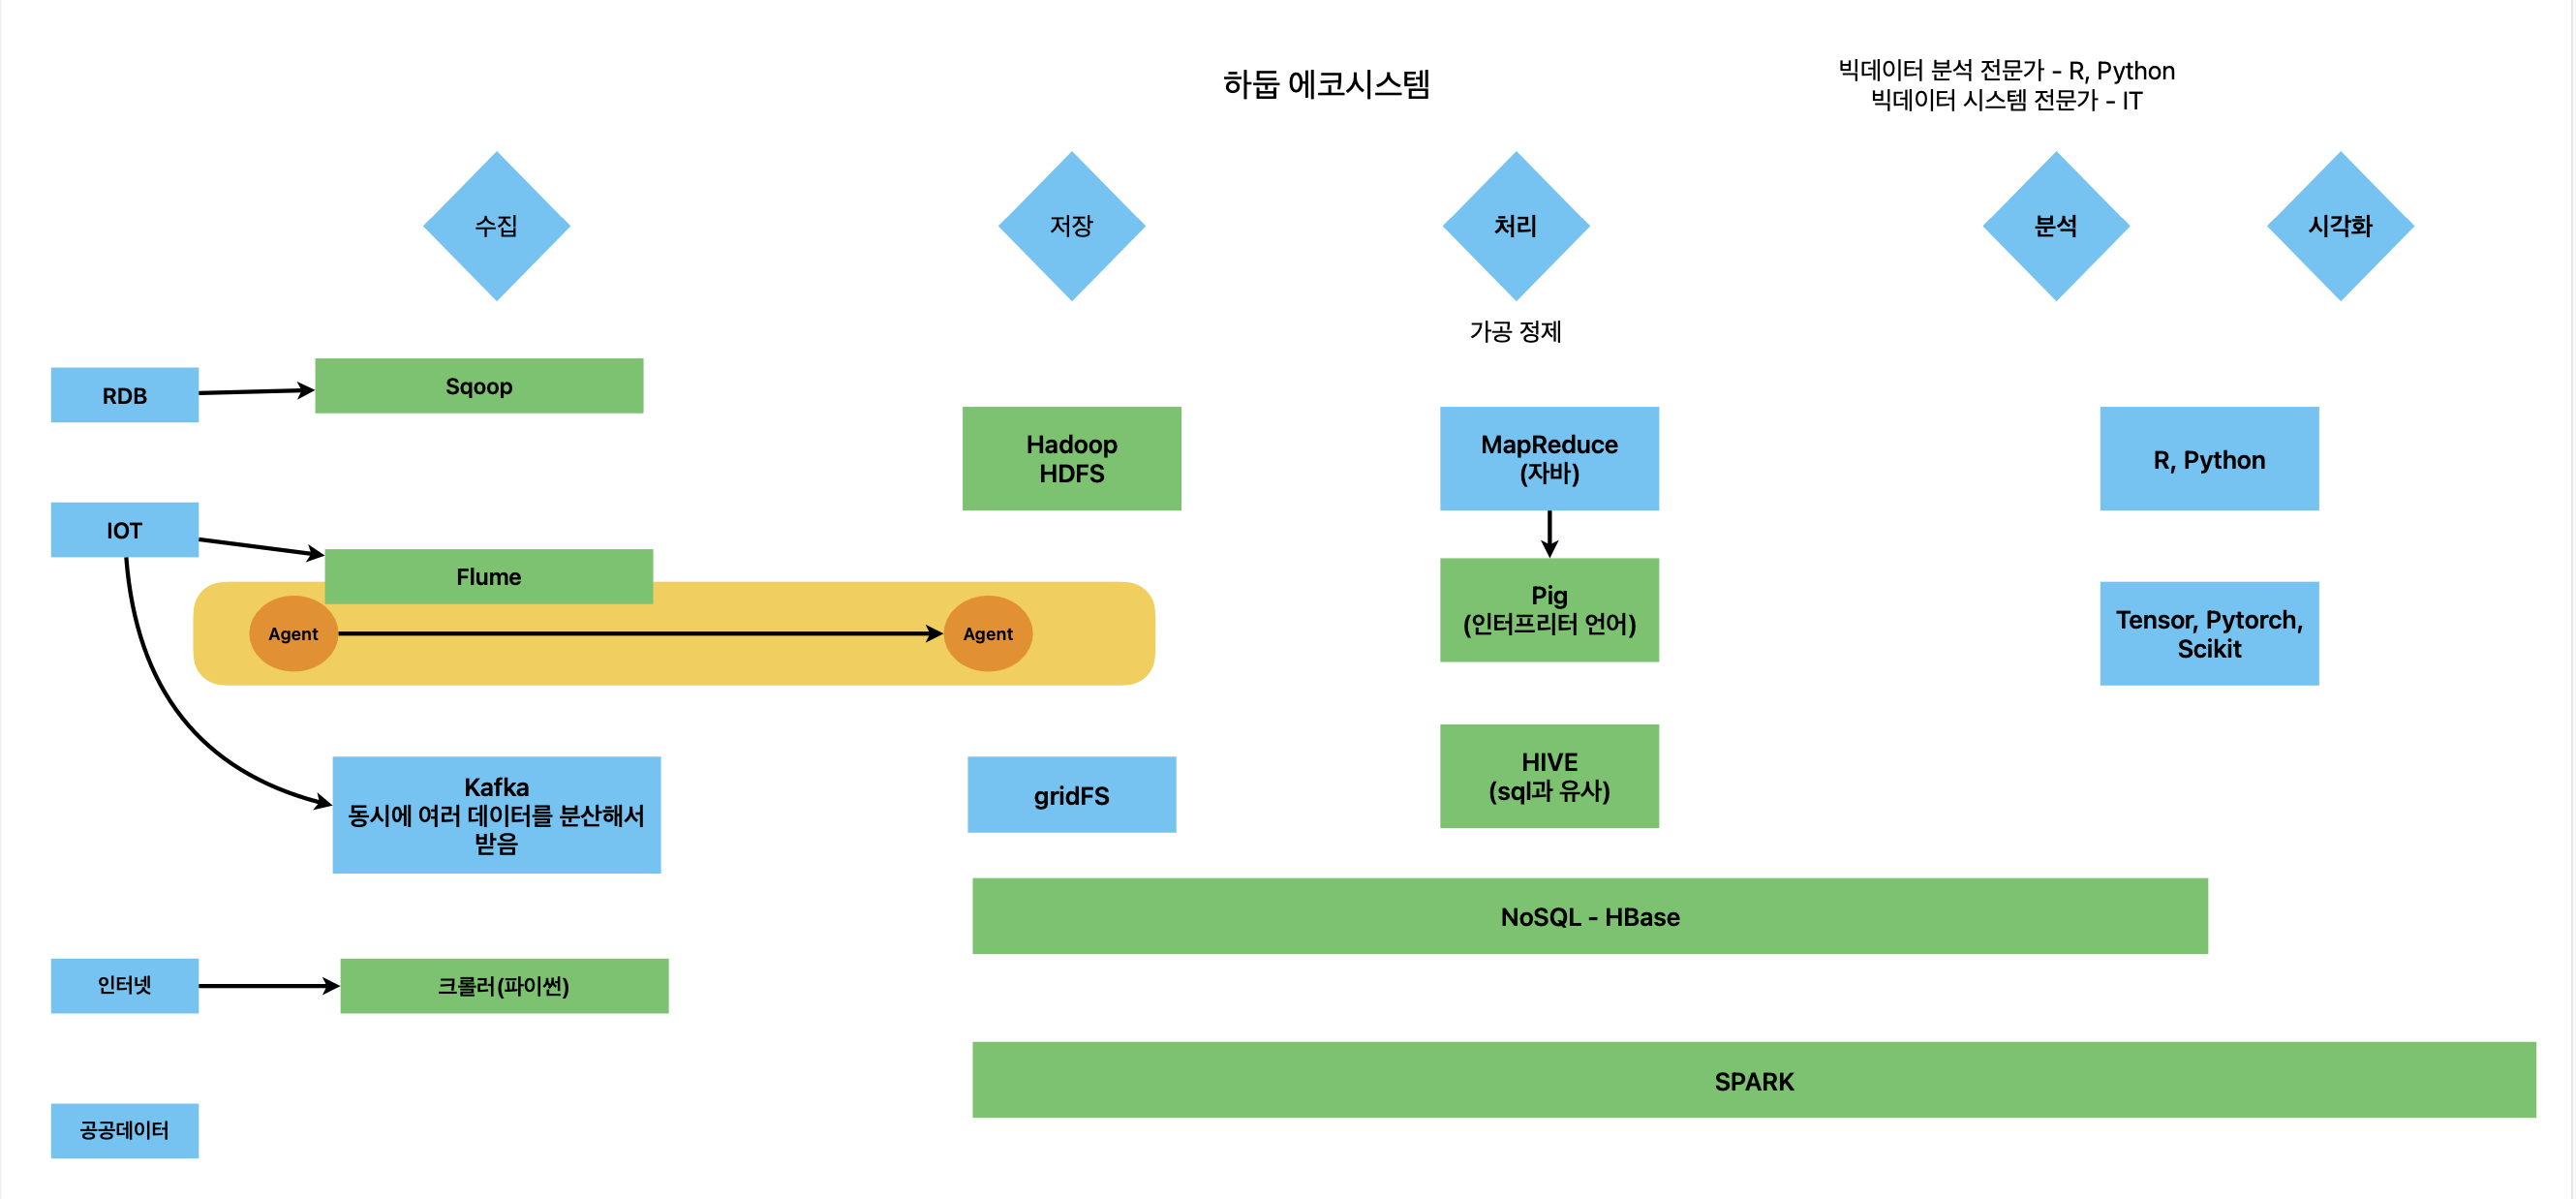 하둡 에코시스템
빅데이터 분석 전문가 - R, Python
빅데이터 시스템 전문가 - IT
수집
저장
처리
분석
시각화
가공 정제
RDB
Sqoop
Hadoop
HDFS
MapReduce
(자바)
R, Python
IOT
Flume
Agent
Agent
Pig
(인터프리터 언어)
Tensor, Pytorch,
Scikit
Kafka
동시에 여러 데이터를 분산해서
받음
gridFS
HIVE
(sql과 유사)
NoSQL - HBase
인터넷
크롤러(파이썬)
SPARK
공공데이터